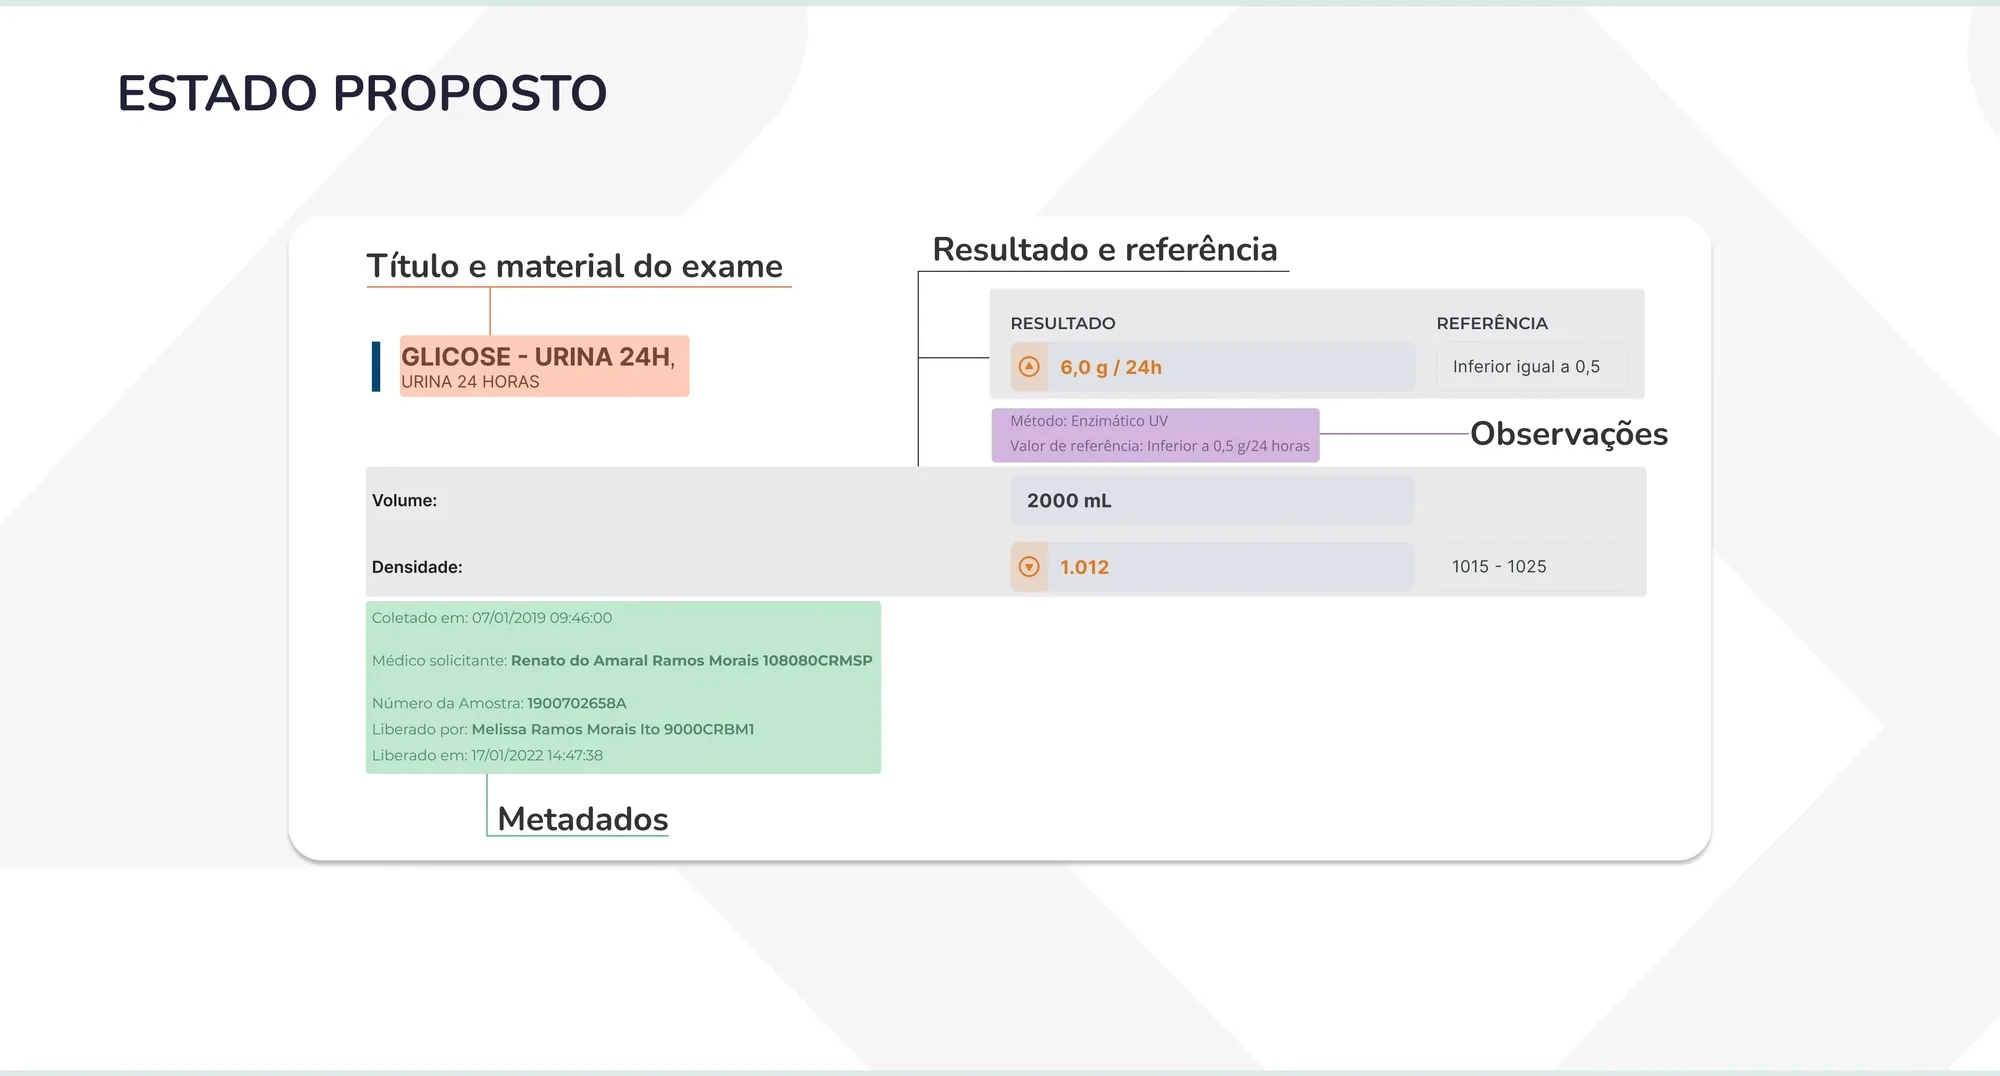 ESTADO PROPOSTO
Título e material do exame
GLICOSE - URINA 24H,
URINA 24 HORAS
Resultado e referência
RESULTADO
REFERÊNCIA
6,0 g / 24h
Inferior igual a 0,5
Método: Enzimático UV
Valor de referência: Inferior a 0,5 g/24 horas
Observações
Volume:
2000 mL
Densidade:
1.012
1015 - 1025
Coletado em: 07/01/2019 09:46:00
Médico solicitante: Renato do Amaral Ramos Morais 108080CRMSP
Número da Amostra: 1900702658A
Liberado por: Melissa Ramos Morais Ito 9000CRBM1
Liberado em: 17/01/2022 14:47:38
Metadados